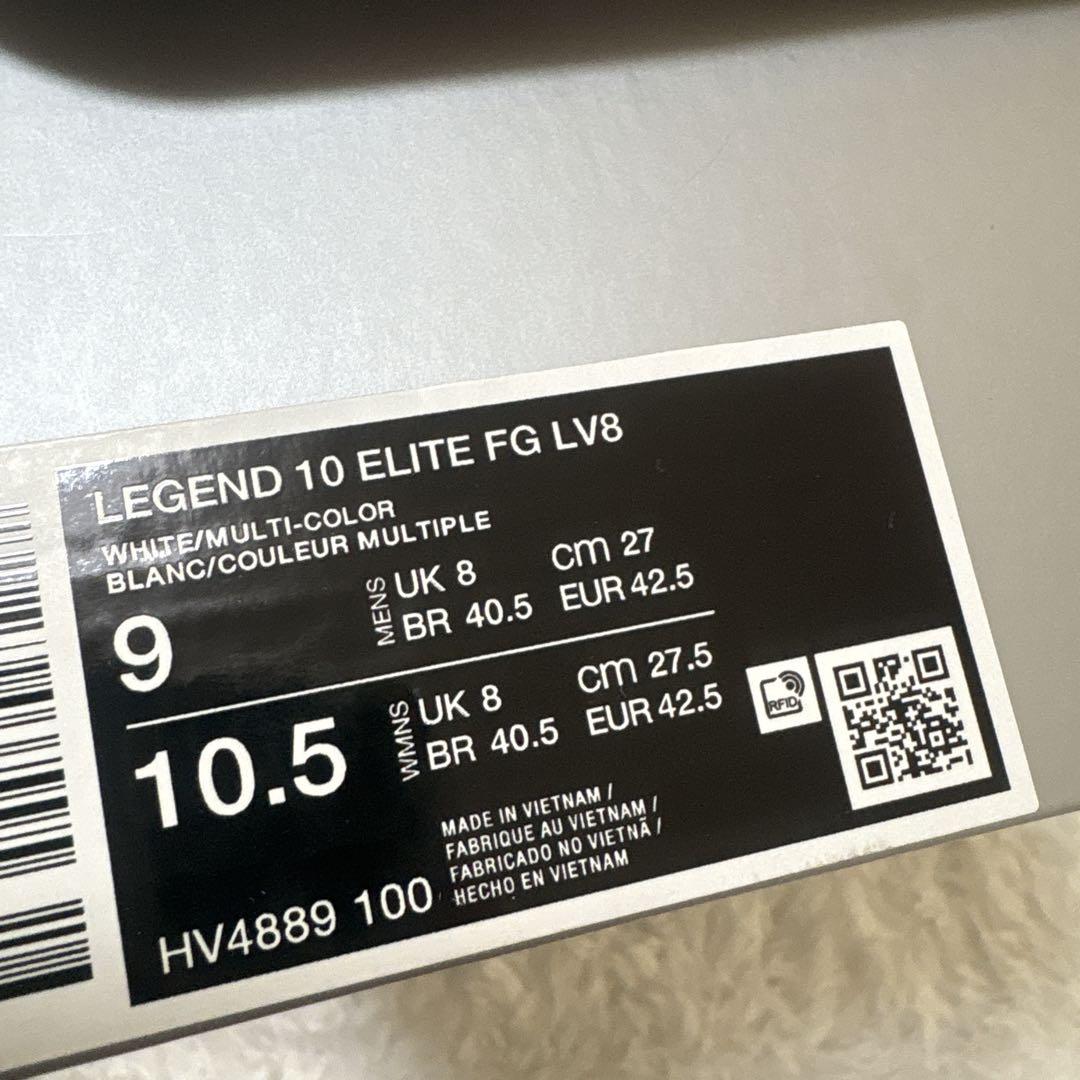 LEGEND 10 ELITE FG LV8
WHITE/MULTI-COLOR
BLANC/COULEUR MULTIPLE
9
MENS
UK 8 cm 27
BR 40.5 EUR 42.5
10.5
WMNS
UK 8 cm 27.5
BR 40.5 EUR 42.5
RFID
MADE IN VIETNAM /
FABRIQUE AU VIETNAM /
FABRICADO NO VIETNÃ /
HECHO EN VIETNAM
HV4889 100